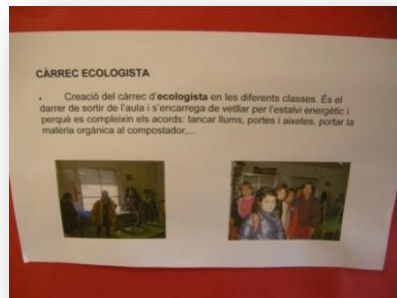 CÀRREC ECOLOGISTA
. Creació del càrrec d'ecologista en les diferents classes. És el
darrer de sortir de l'aula i s'encarrega de vetllar per l'estalvi energètic i
perquè es compleixin els acords: tancar llums, portes i aixetes, portar la
matèria orgànica al compostador,...